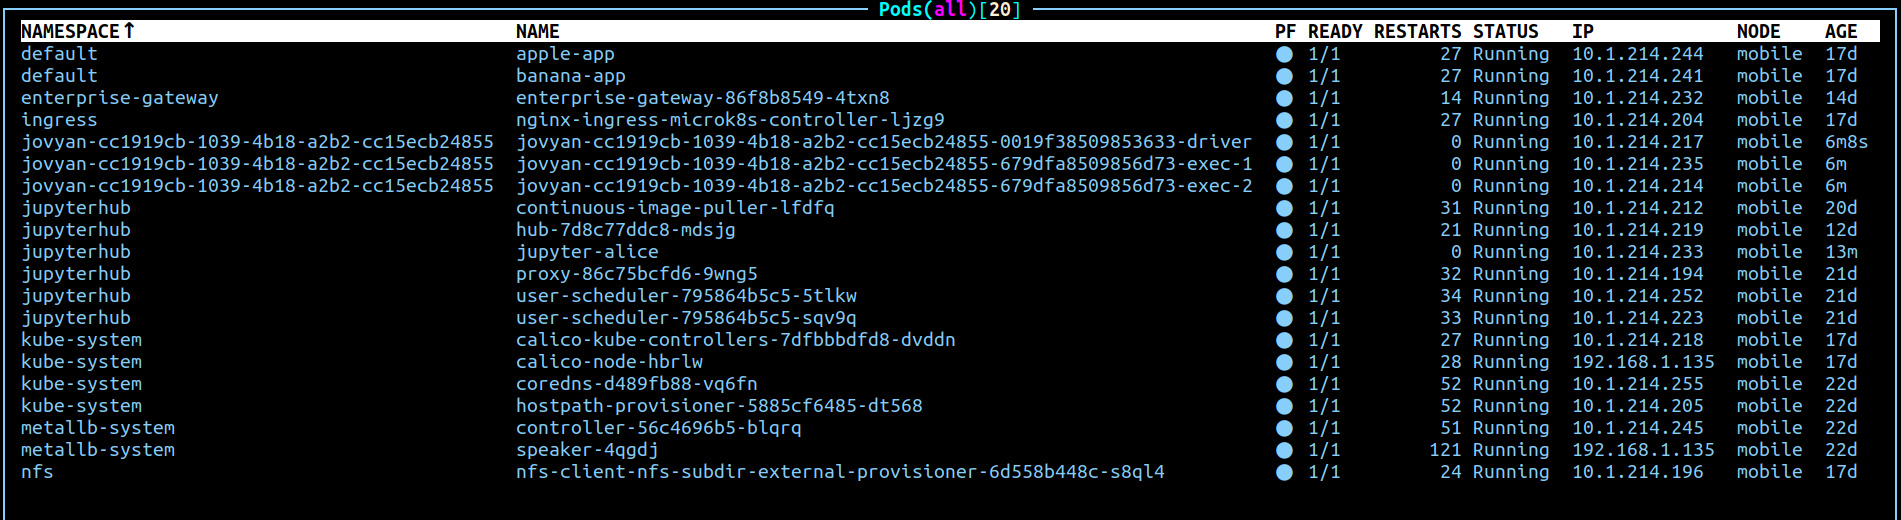 Pods(all)[20]
NAMESPACE↑ NAME PF READY RESTARTS STATUS IP NODE AGE
default apple-app ● 1/1 27 Running 10.1.214.244 mobile 17d
default banana-app ● 1/1 27 Running 10.1.214.241 mobile 17d
enterprise-gateway enterprise-gateway-86f8b8549-4txn8 ● 1/1 14 Running 10.1.214.232 mobile 14d
ingress nginx-ingress-microk8s-controller-ljzg9 ● 1/1 27 Running 10.1.214.204 mobile 17d
jovyan-cc1919cb-1039-4b18-a2b2-cc15ecb24855 jovyan-cc1919cb-1039-4b18-a2b2-cc15ecb24855-0019f38509853633-driver ● 1/1 0 Running 10.1.214.217 mobile 6m8s
jovyan-cc1919cb-1039-4b18-a2b2-cc15ecb24855 jovyan-cc1919cb-1039-4b18-a2b2-cc15ecb24855-679dfa8509856d73-exec-1 ● 1/1 0 Running 10.1.214.235 mobile 6m
jovyan-cc1919cb-1039-4b18-a2b2-cc15ecb24855 jovyan-cc1919cb-1039-4b18-a2b2-cc15ecb24855-679dfa8509856d73-exec-2 ● 1/1 0 Running 10.1.214.214 mobile 6m
jupyterhub continuous-image-puller-lfdfq ● 1/1 31 Running 10.1.214.212 mobile 20d
jupyterhub hub-7d8c77ddc8-mdsjg ● 1/1 21 Running 10.1.214.219 mobile 12d
jupyterhub jupyter-alice ● 1/1 0 Running 10.1.214.233 mobile 13m
jupyterhub proxy-86c75bcfd6-9wng5 ● 1/1 32 Running 10.1.214.194 mobile 21d
jupyterhub user-scheduler-795864b5c5-5tlkw ● 1/1 34 Running 10.1.214.252 mobile 21d
jupyterhub user-scheduler-795864b5c5-sqv9q ● 1/1 33 Running 10.1.214.223 mobile 21d
kube-system calico-kube-controllers-7dfbbbdfd8-dvddn ● 1/1 27 Running 10.1.214.218 mobile 17d
kube-system calico-node-hbrlw ● 1/1 28 Running 192.168.1.135 mobile 17d
kube-system coredns-d489fb88-vq6fn ● 1/1 52 Running 10.1.214.255 mobile 22d
kube-system hostpath-provisioner-5885cf6485-dt568 ● 1/1 52 Running 10.1.214.205 mobile 22d
metallb-system controller-56c4696b5-blqrq ● 1/1 51 Running 10.1.214.245 mobile 22d
metallb-system speaker-4qgdj ● 1/1 121 Running 192.168.1.135 mobile 22d
nfs nfs-client-nfs-subdir-external-provisioner-6d558b448c-s8ql4 ● 1/1 24 Running 10.1.214.196 mobile 17d